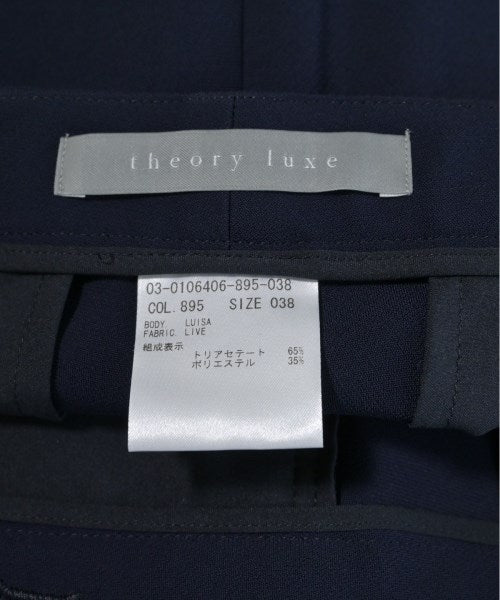 theory luxe
03-0106406-895-038
COL. 895 SIZE 038
BODY LUISA
FABRIC. LIVE
組成表示
トリアセテート 65%
ポリエステル 35%